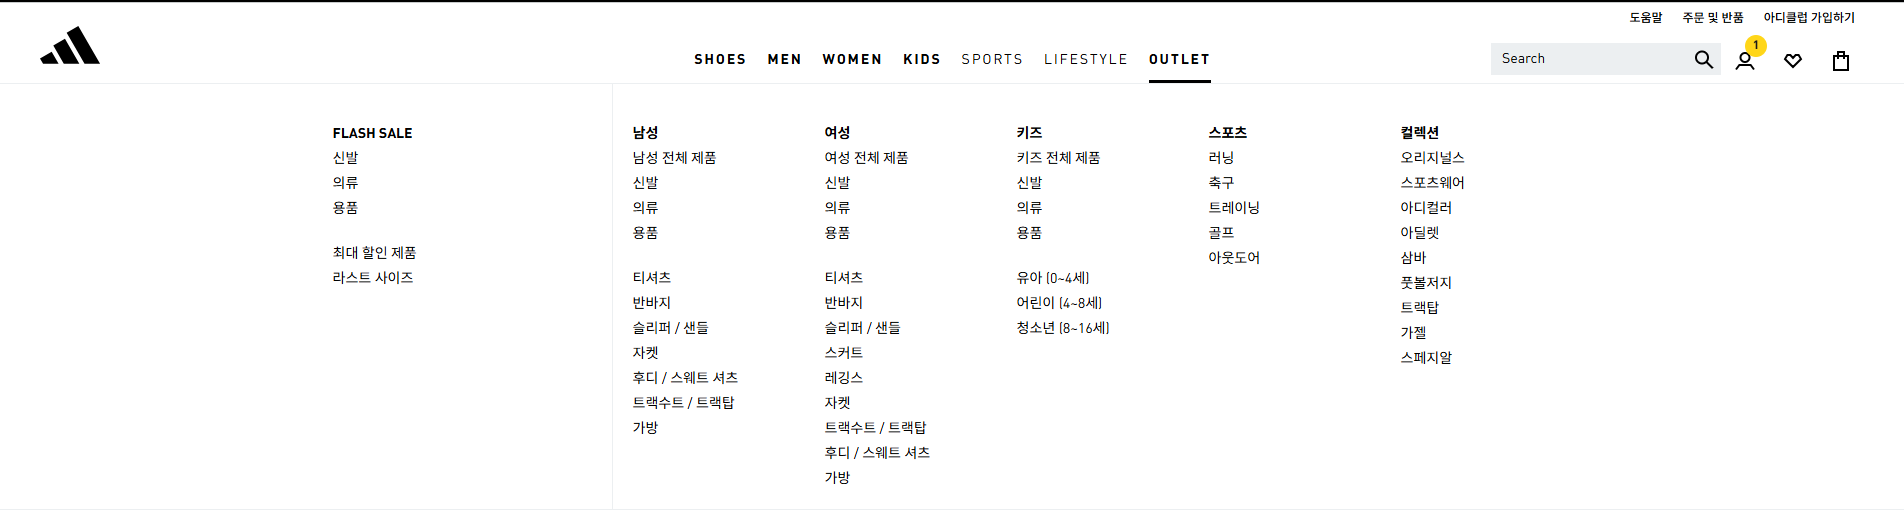 도움말 주문 및 반품 아디클럽 가입하기
SHOES MEN WOMEN KIDS SPORTS LIFESTYLE OUTLET
Search
1
FLASH SALE
신발
의류
용품
최대 할인 제품
라스트 사이즈
남성
남성 전체 제품
신발
의류
용품
티셔츠
반바지
슬리퍼 / 샌들
자켓
후디 / 스웨트 셔츠
트랙수트 / 트랙탑
가방
여성
여성 전체 제품
신발
의류
용품
티셔츠
반바지
슬리퍼 / 샌들
스커트
레깅스
자켓
트랙수트 / 트랙탑
후디 / 스웨트 셔츠
가방
키즈
키즈 전체 제품
신발
의류
용품
유아 (0~4세)
어린이 (4~8세)
청소년 (8~16세)
스포츠
러닝
축구
트레이닝
골프
아웃도어
컬렉션
오리지널스
스포츠웨어
아디컬러
아딜렛
삼바
풋볼저지
트랙탑
가젤
스페지알